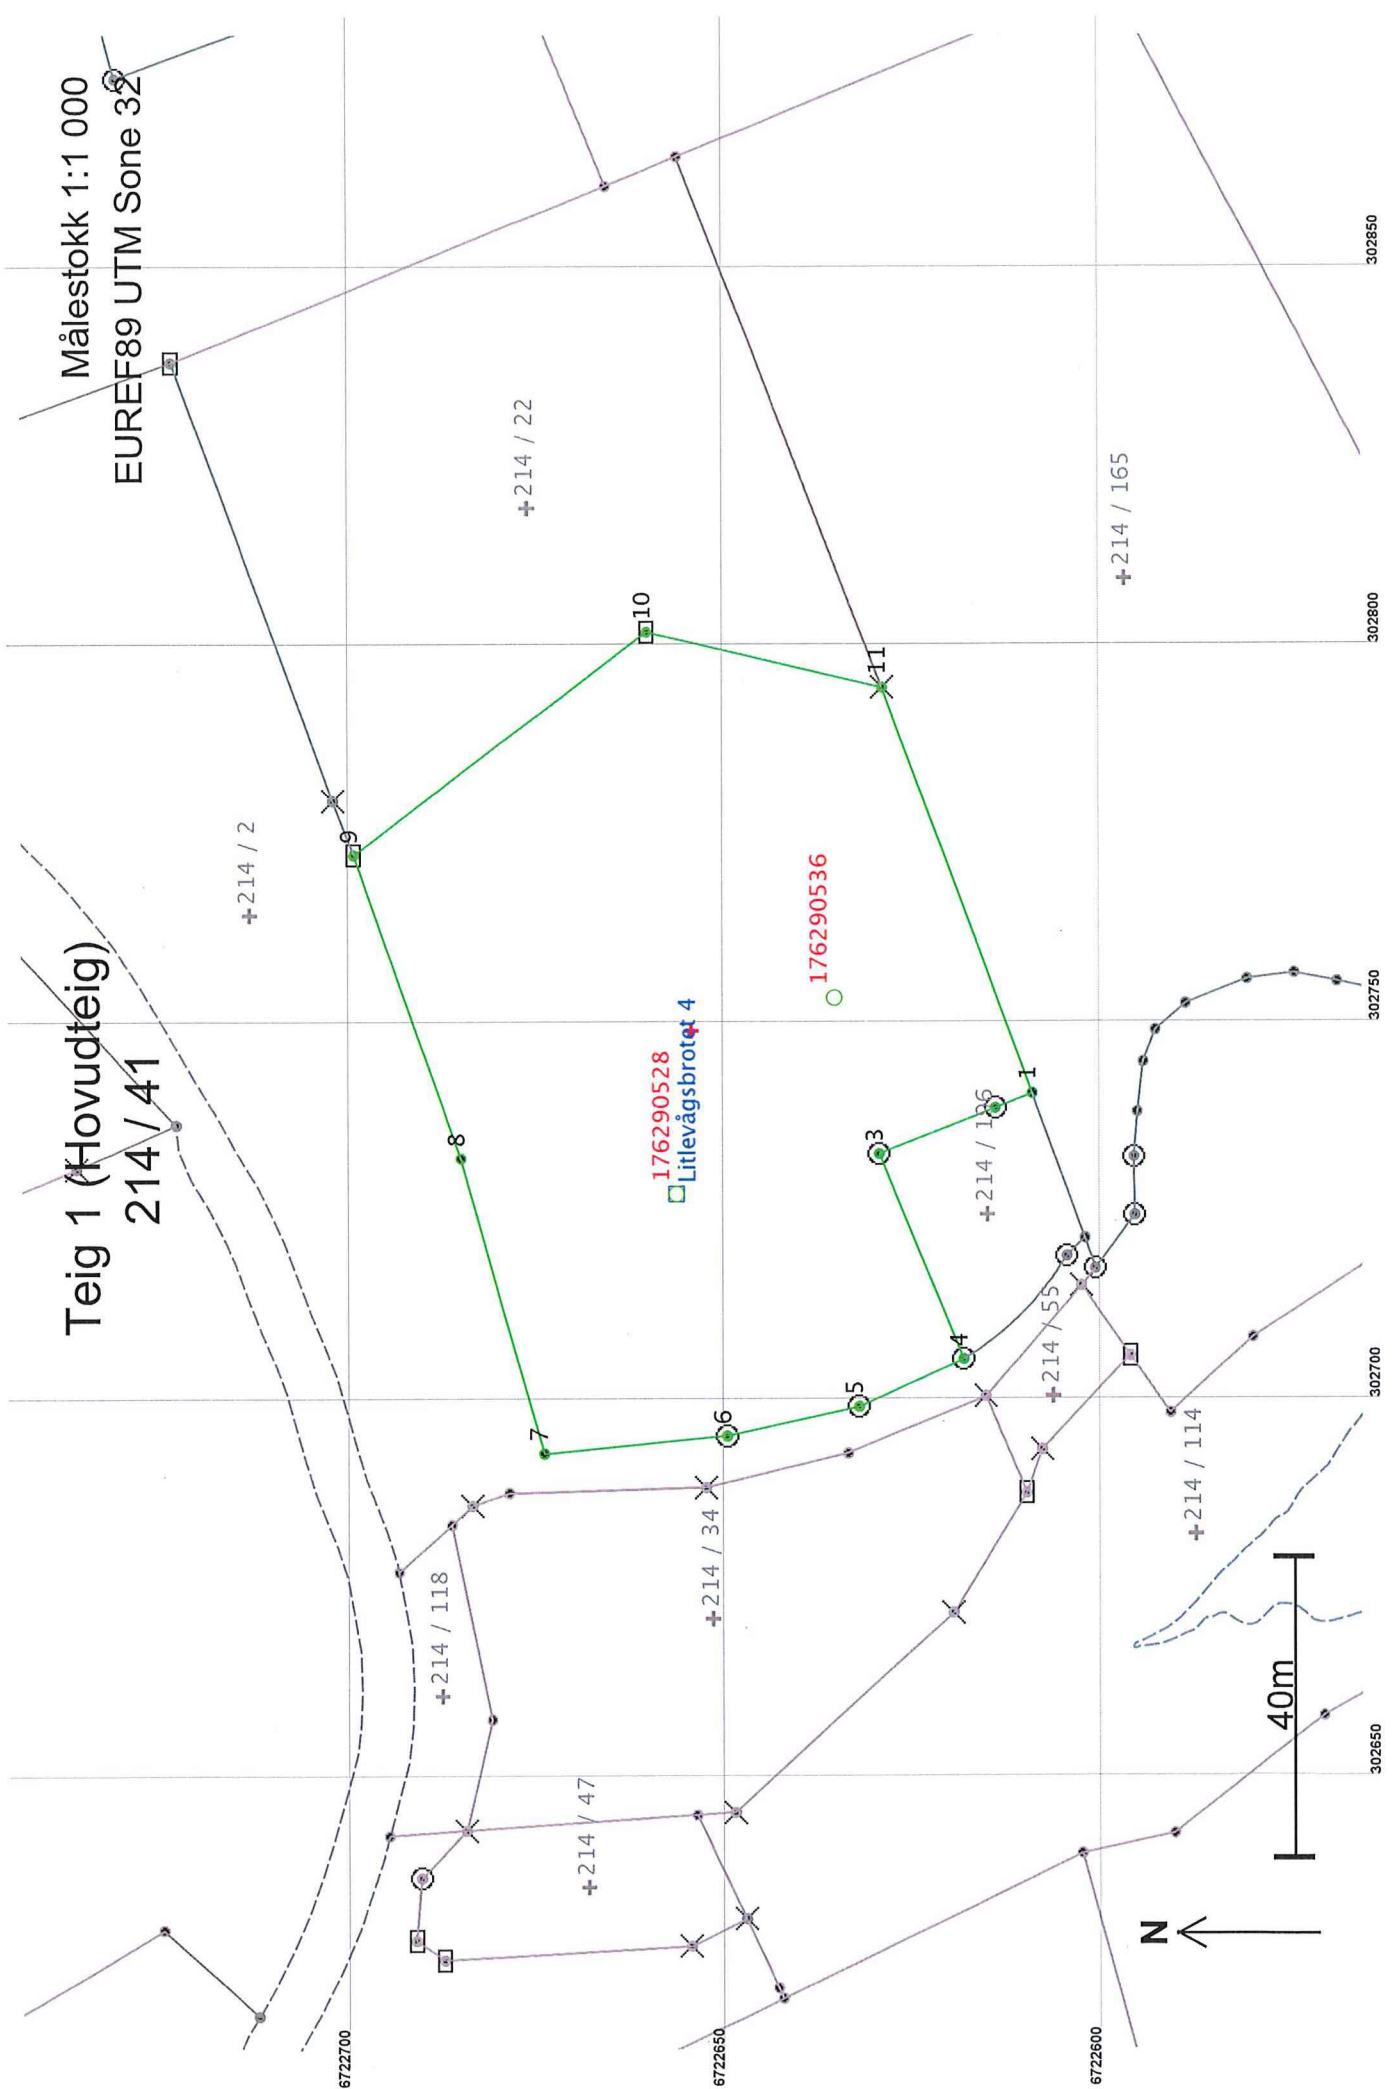 Teig 1 (Hovudteig)
214 / 41
Målestokk 1:1 000
EUREF89 UTM Sone 32
214 / 2
214 / 22
214 / 165
214 / 196
214 / 55
214 / 114
214 / 34
214 / 118
214 / 47
176290528
Litlevågsbrotet 4
176290536
1
3
4
5
6
7
8
9
10
11
6722700
6722650
6722600
302650
302700
302750
302800
302850
40m
N